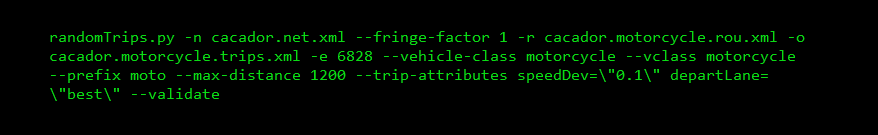 randomTrips.py -n cacador.net.xml --fringe-factor 1 -r cacador.motorcycle.rou.xml -o
cacador.motorcycle.trips.xml -e 6828 --vehicle-class motorcycle --vclass motorcycle
--prefix moto --max-distance 1200 --trip-attributes speedDev=\"0.1\" departLane=
\"best\" --validate